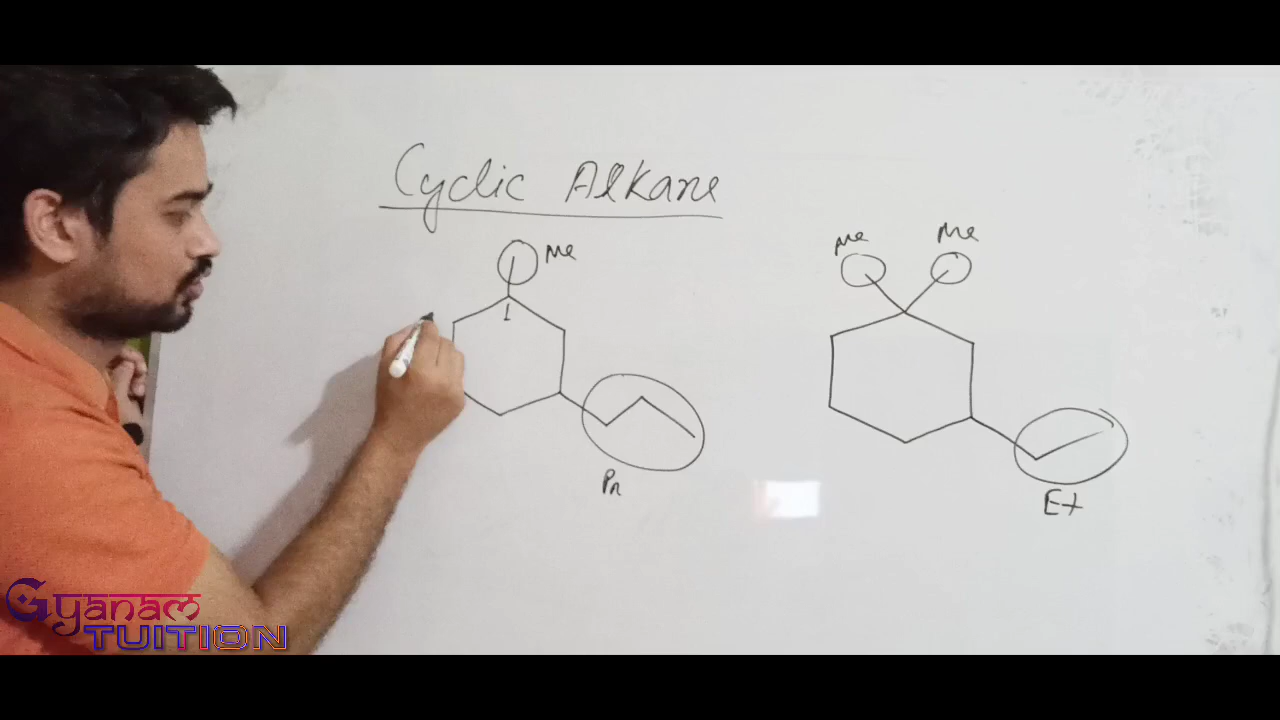 Cyclic Alkane
Me
1
Pr
Me Me
Et
Gyanam
TUITION